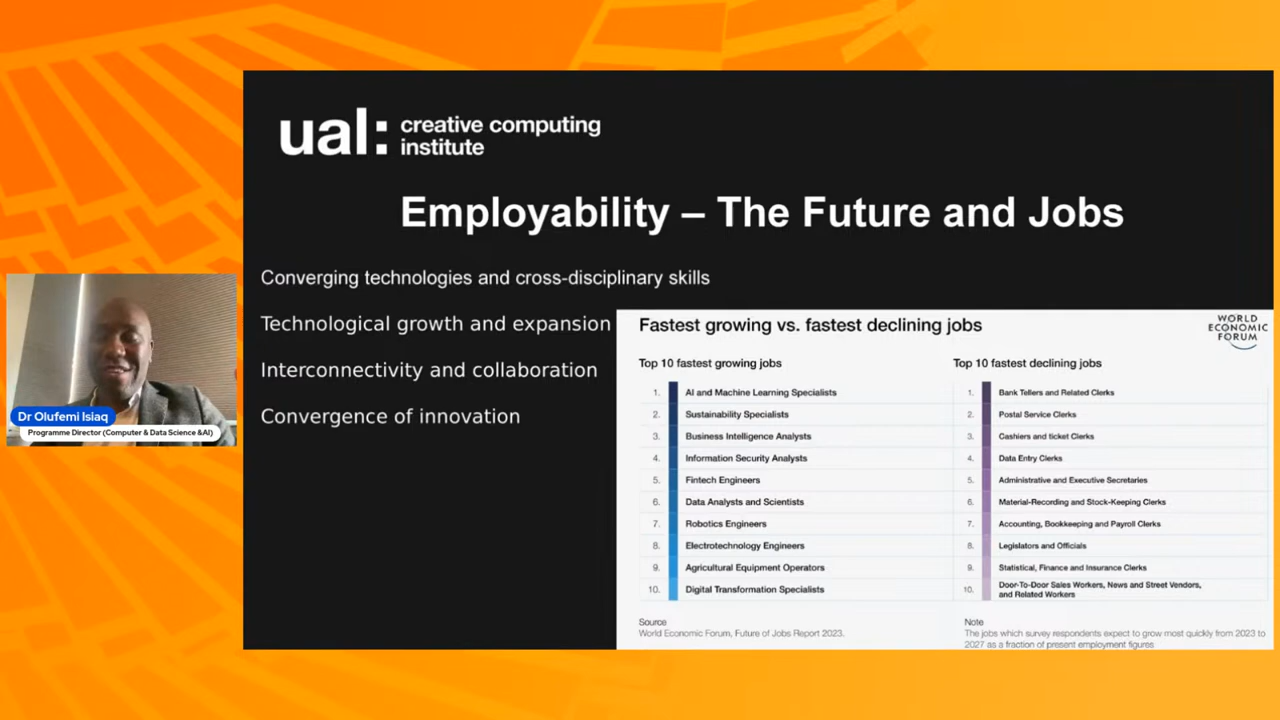 ual: creative computing
institute
Employability – The Future and Jobs
Converging technologies and cross-disciplinary skills
Technological growth and expansion
Interconnectivity and collaboration
Convergence of innovation
Dr Olufemi Isiaq
Programme Director (Computer & Data Science &AI)
Fastest growing vs. fastest declining jobs
WORLD
ECONOMIC
FORUM
Top 10 fastest growing jobs
1. AI and Machine Learning Specialists
2. Sustainability Specialists
3. Business Intelligence Analysts
4. Information Security Analysts
5. Fintech Engineers
6. Data Analysts and Scientists
7. Robotics Engineers
8. Electrotechnology Engineers
9. Agricultural Equipment Operators
10. Digital Transformation Specialists
Top 10 fastest declining jobs
1. Bank Tellers and Related Clerks
2. Postal Service Clerks
3. Cashiers and ticket Clerks
4. Data Entry Clerks
5. Administrative and Executive Secretaries
6. Material-Recording and Stock-Keeping Clerks
7. Accounting, Bookkeeping and Payroll Clerks
8. Legislators and Officials
9. Statistical, Finance and Insurance Clerks
10. Door-To-Door Sales Workers, News and Street Vendors,
and Related Workers
Source
World Economic Forum, Future of Jobs Report 2023.
Note
The jobs which survey respondents expect to grow most quickly from 2023 to
2027 as a fraction of present employment figures